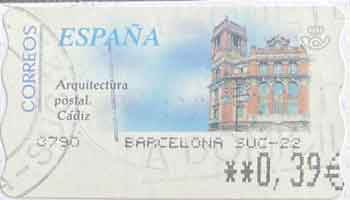 CORREOS
ESPAÑA
Arquitectura
postal.
Cádiz
0790 BARCELONA SUC-22
**0,39€